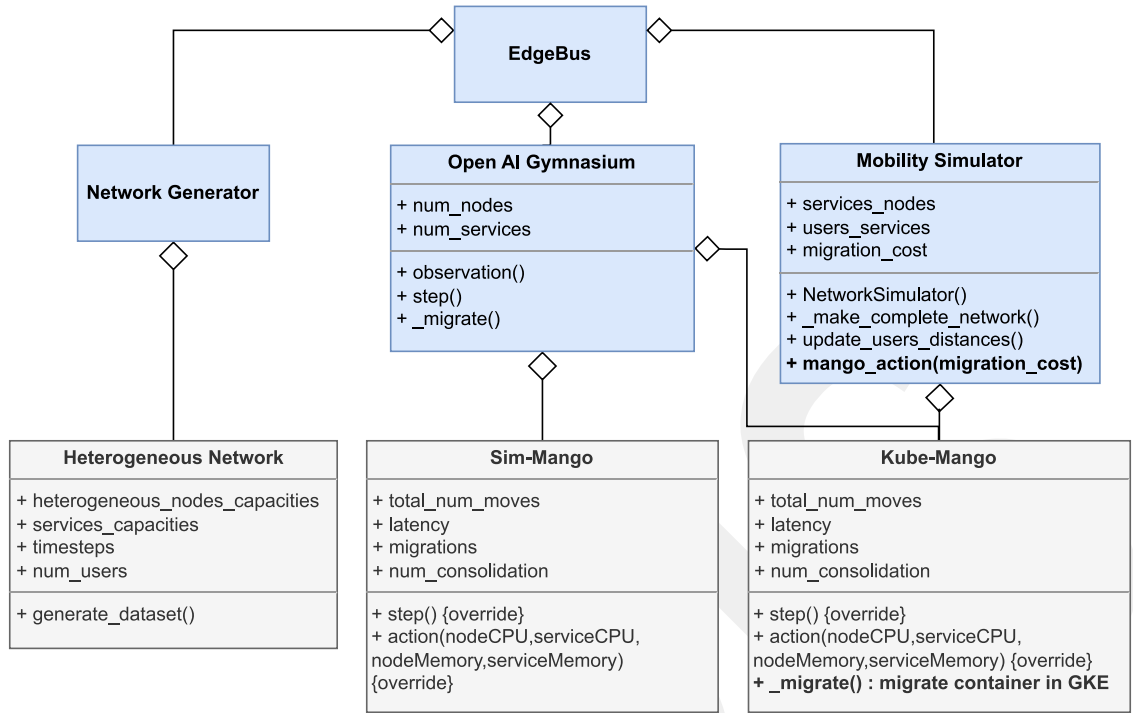 EdgeBus
Network Generator
Open AI Gymnasium
+ num_nodes
+ num_services
+ observation()
+ step()
+ _migrate()
Mobility Simulator
+ services_nodes
+ users_services
+ migration_cost
+ NetworkSimulator()
+ _make_complete_network()
+ update_users_distances()
+ mango_action(migration_cost)
Heterogeneous Network
+ heterogeneous_nodes_capacities
+ services_capacities
+ timesteps
+ num_users
+ generate_dataset()
Sim-Mango
+ total_num_moves
+ latency
+ migrations
+ num_consolidation
+ step() {override}
+ action(nodeCPU,serviceCPU,
nodeMemory,serviceMemory)
{override}
Kube-Mango
+ total_num_moves
+ latency
+ migrations
+ num_consolidation
+ step() {override}
+ action(nodeCPU,serviceCPU,
nodeMemory,serviceMemory) {override}
+ _migrate() : migrate container in GKE